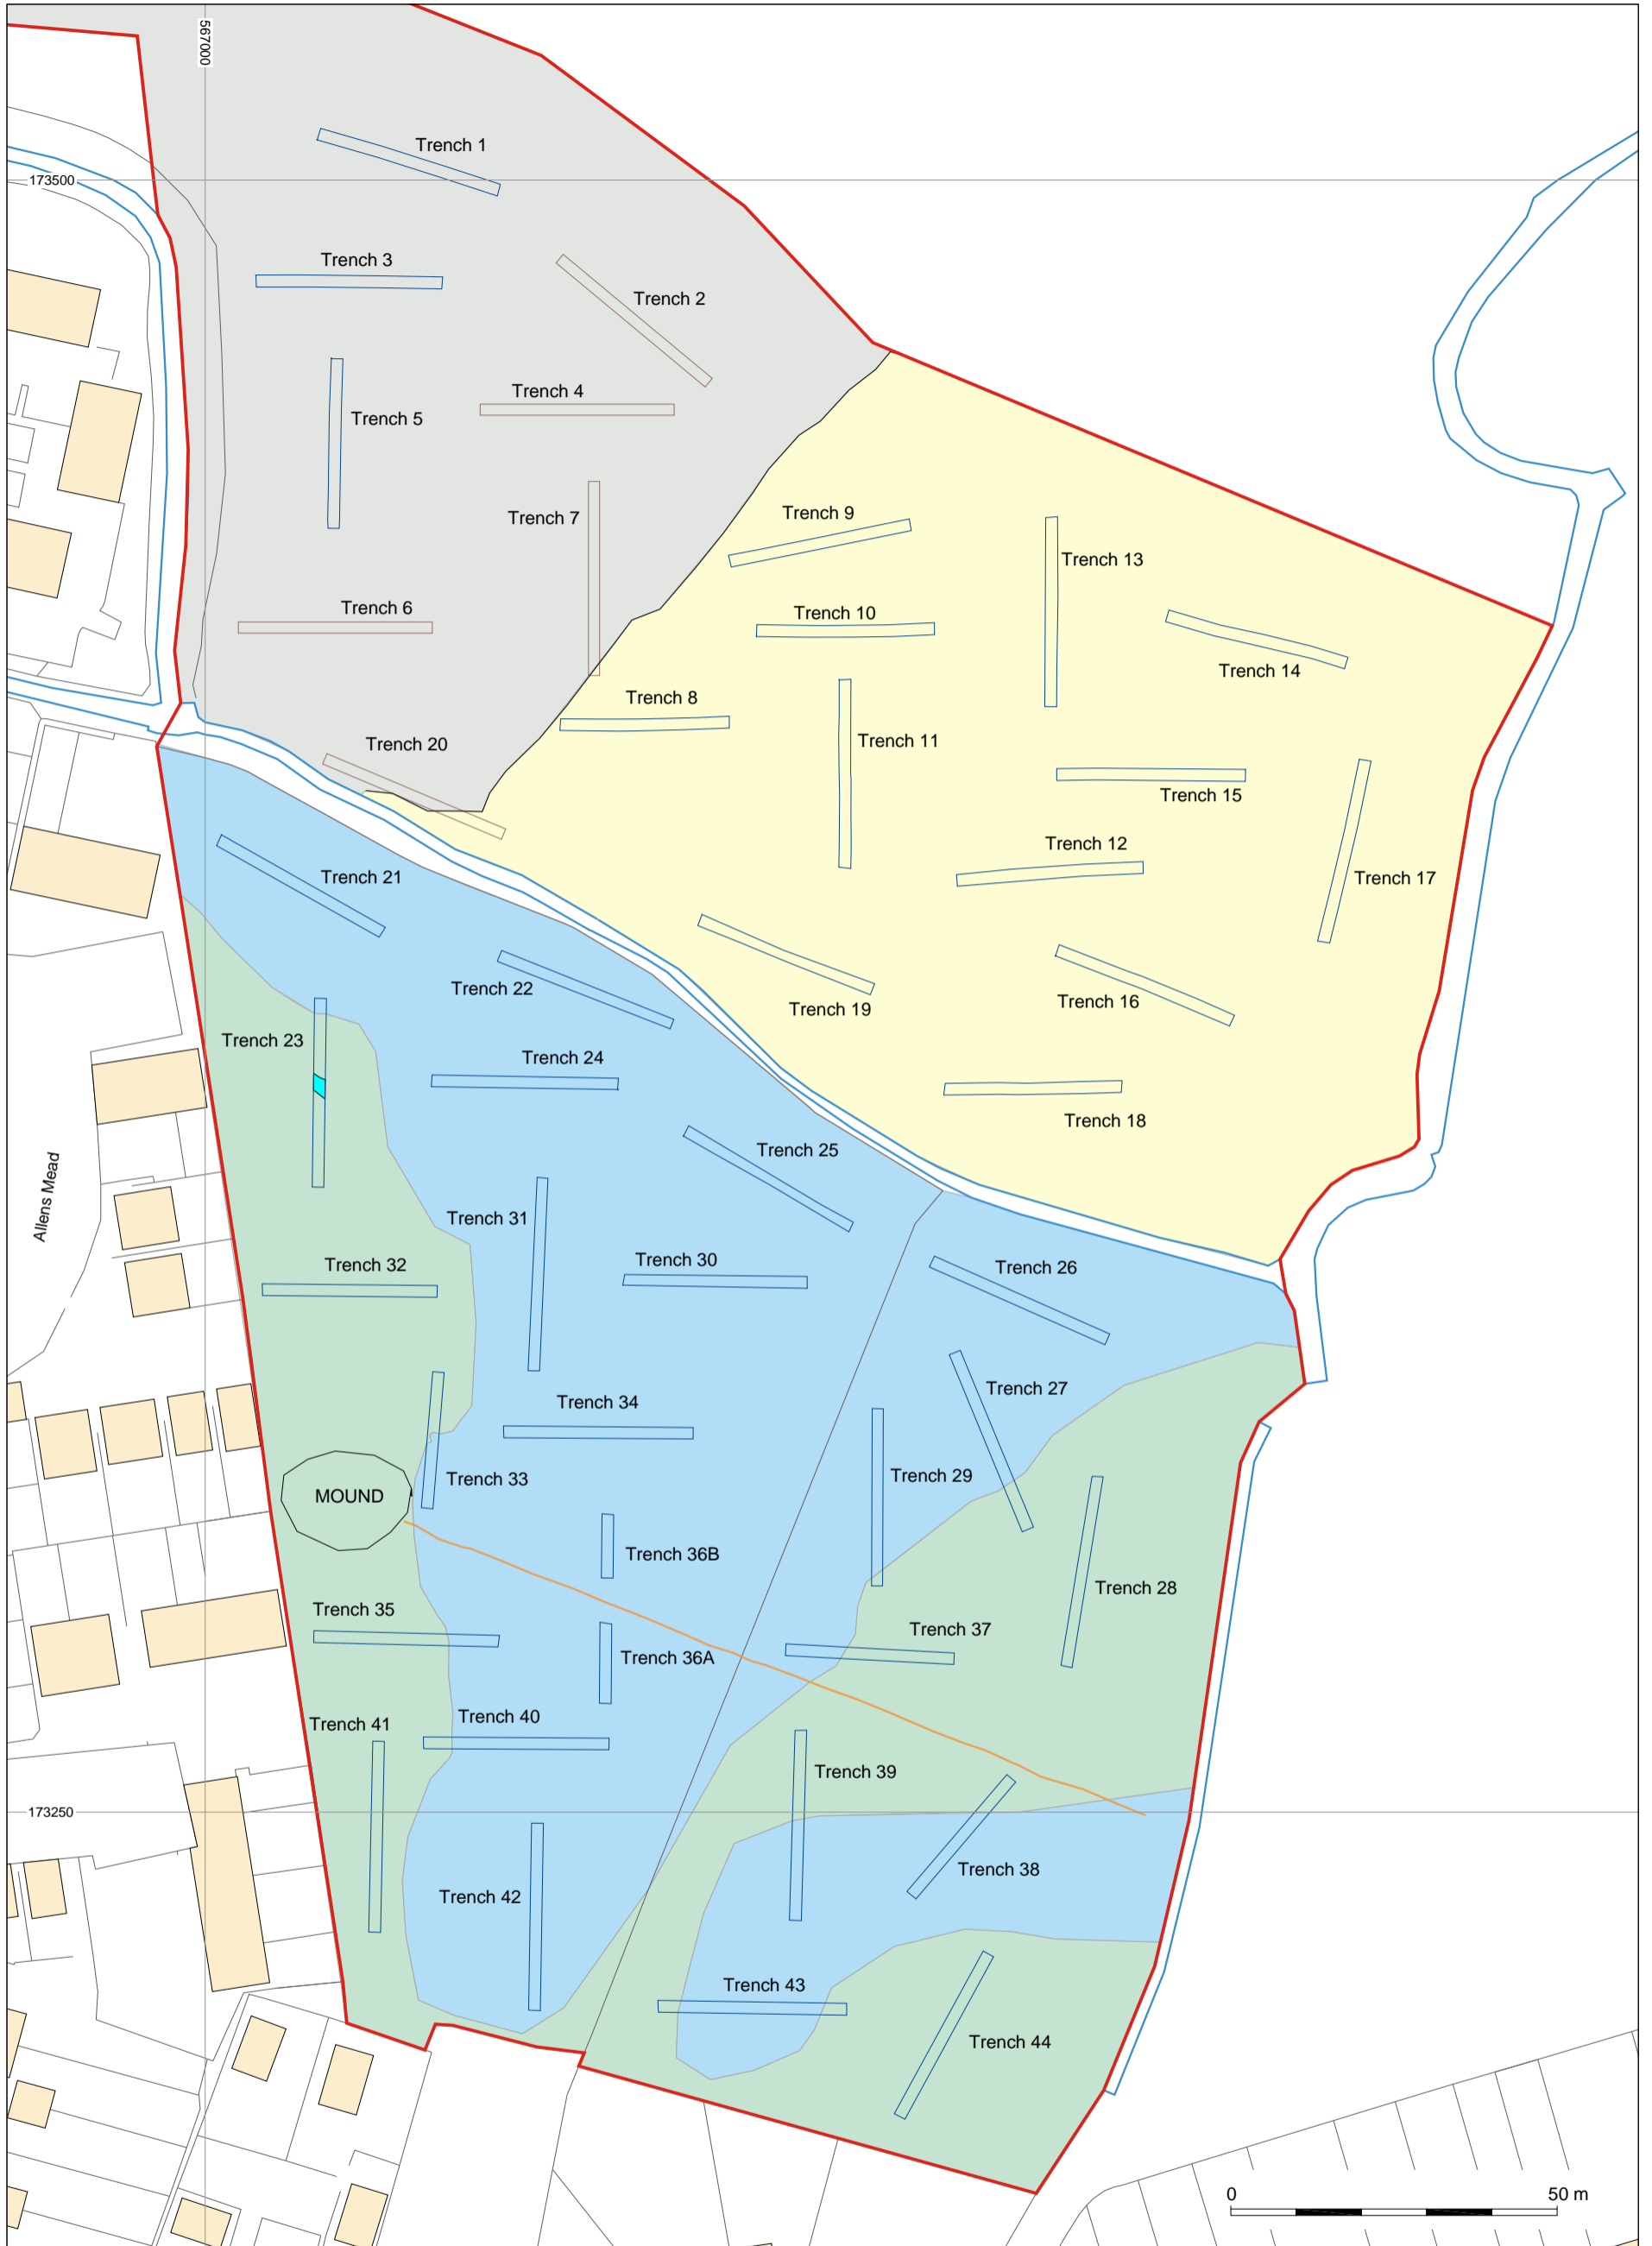 567000
Trench 1
173500
Trench 3
Trench 2
Trench 4
Trench 5
Trench 7
Trench 9
Trench 13
Trench 6
Trench 10
Trench 14
Trench 8
Trench 11
Trench 20
Trench 15
Trench 12
Trench 21
Trench 17
Trench 22
Trench 19
Trench 16
Trench 23
Trench 24
Trench 18
Trench 25
Allens Mead
Trench 31
Trench 30
Trench 32
Trench 26
Trench 27
Trench 34
Trench 29
Trench 33
MOUND
Trench 36B
Trench 28
Trench 35
Trench 37
Trench 36A
Trench 40
Trench 41
Trench 39
173250
Trench 38
Trench 42
Trench 43
Trench 44
0 50 m